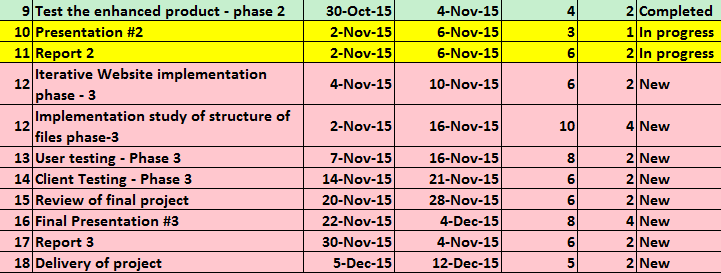 9 Test the enhanced product - phase 2 30-Oct-15 4-Nov-15 4 2 Completed
10 Presentation #2 2-Nov-15 6-Nov-15 3 1 In progress
11 Report 2 2-Nov-15 6-Nov-15 6 2 In progress
12 Iterative Website implementation
phase - 3 4-Nov-15 10-Nov-15 6 2 New
12 Implementation study of structure of
files phase-3 2-Nov-15 16-Nov-15 10 4 New
13 User testing - Phase 3 7-Nov-15 16-Nov-15 8 2 New
14 Client Testing - Phase 3 14-Nov-15 21-Nov-15 6 2 New
15 Review of final project 20-Nov-15 28-Nov-15 6 2 New
16 Final Presentation #3 22-Nov-15 4-Dec-15 8 4 New
17 Report 3 30-Nov-15 4-Nov-15 6 2 New
18 Delivery of project 5-Dec-15 12-Dec-15 5 2 New